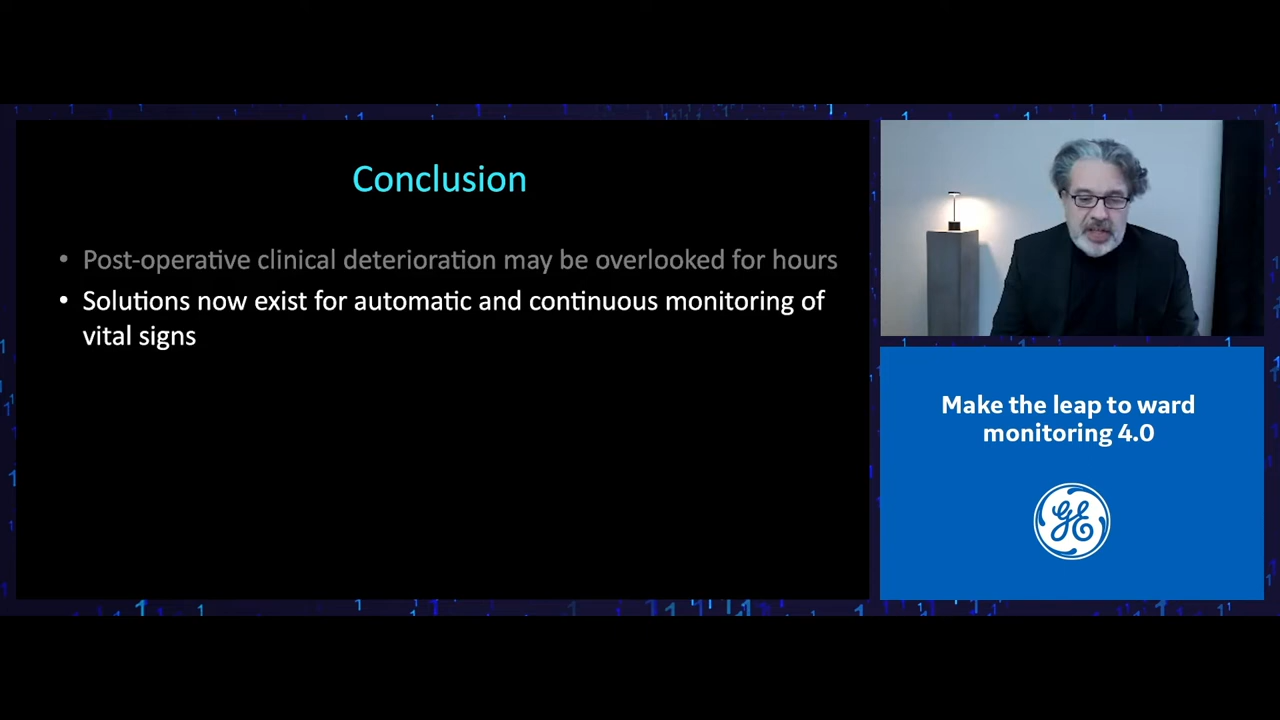 Conclusion
• Post-operative clinical deterioration may be overlooked for hours
• Solutions now exist for automatic and continuous monitoring of
vital signs
Make the leap to ward
monitoring 4.0
GE